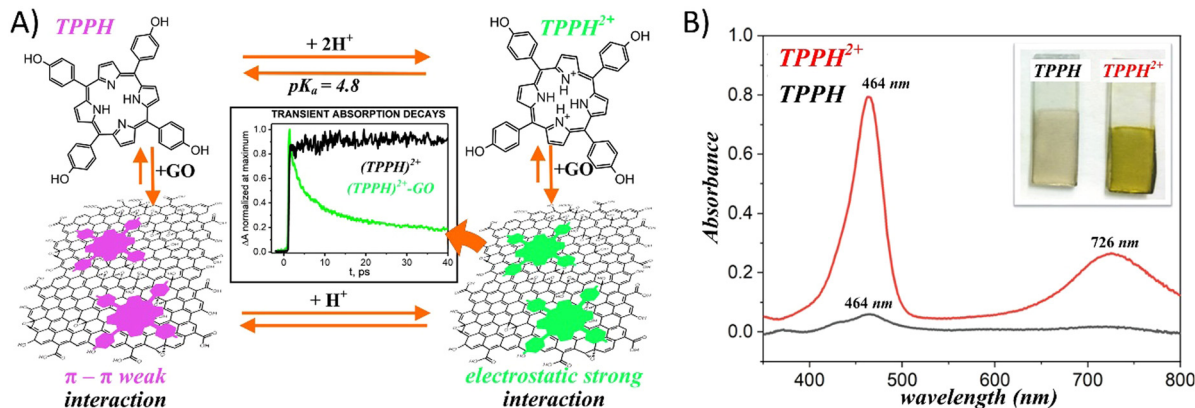 A)
TPPH
+ 2H⁺
pKₐ = 4.8
TPPH²⁺
OH
HO
OH
HO
N
HN
NH
N
OH
HO
OH
HO
H⁺
N
NH
HN
H
N⁺
+GO
TRANSIENT ABSORPTION DECAYS
ΔA normalized at maximum
1.0
0.8
0.6
0.4
0.2
0.0
(TPPH)²⁺
(TPPH)²⁺-GO
0
10
20
30
40
t, ps
+GO
+ H⁺
π – π weak
interaction
electrostatic strong
interaction
B)
TPPH²⁺
TPPH
464 nm
464 nm
726 nm
TPPH
TPPH²⁺
Absorbance
1.0
0.8
0.6
0.4
0.2
0.0
400
500
600
700
800
wavelength (nm)